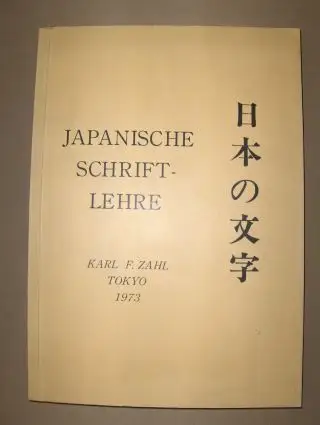 JAPANISCHE
SCHRIFT-
LEHRE
KARL F. ZAHL
TOKYO
1973
日本の文字